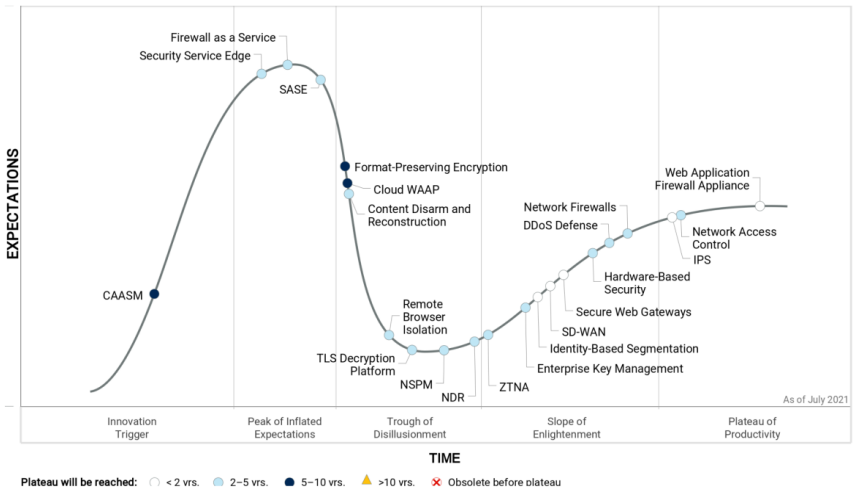 Firewall as a Service
Security Service Edge
SASE
Format-Preserving Encryption
Cloud WAAP
Content Disarm and
Reconstruction
Web Application
Firewall Appliance
Network Firewalls
DDoS Defense
Network Access
Control
IPS
Hardware-Based
Security
CAASM
Remote
Browser
Isolation
Secure Web Gateways
SD-WAN
Identity-Based Segmentation
TLS Decryption
Platform
Enterprise Key Management
NSPM
ZTNA
NDR
EXPECTATIONS
As of July 2021
Innovation
Trigger
Peak of Inflated
Expectations
Trough of
Disillusionment
Slope of
Enlightenment
Plateau of
Productivity
TIME
Plateau will be reached: < 2 yrs. 2–5 yrs. 5–10 yrs. >10 yrs. Obsolete before plateau